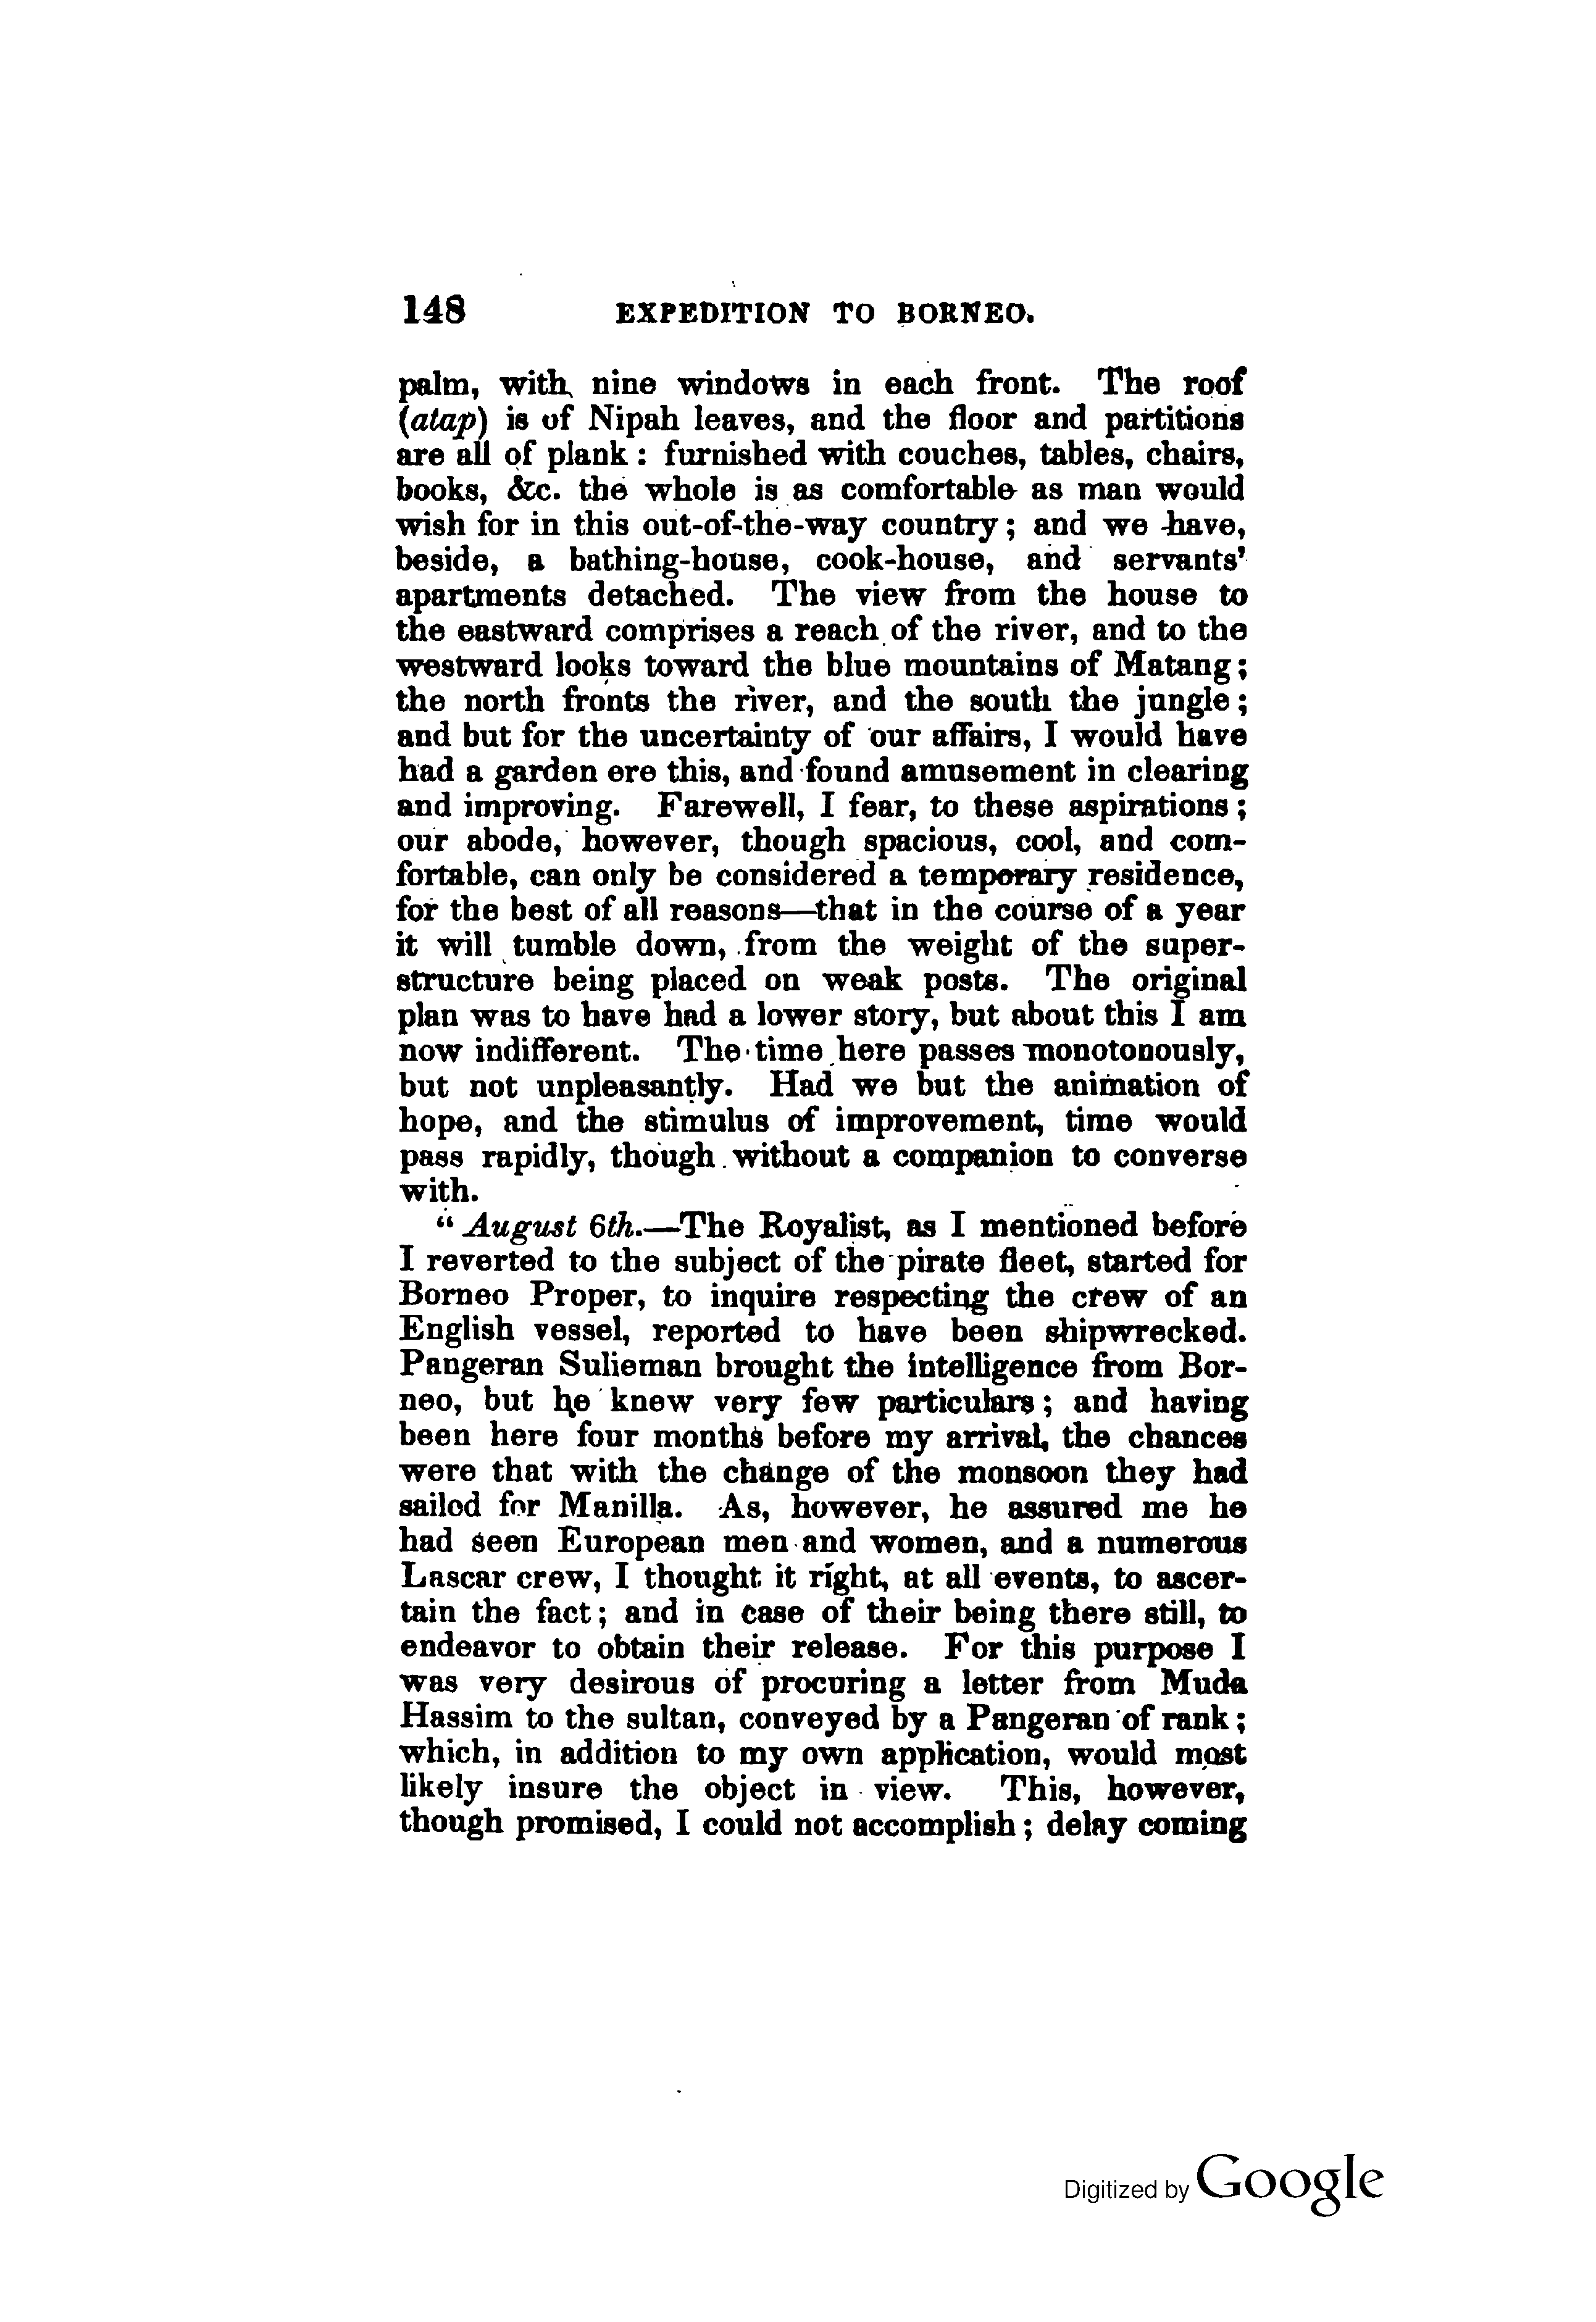 148 EXPEDITION TO BORNEO.
palm, with nine windows in each front. The roof
(atap) is of Nipah leaves, and the floor and partitions
are all of plank : furnished with couches, tables, chairs,
books, &c. the whole is as comfortable as man would
wish for in this out-of-the-way country ; and we have,
beside, a bathing-house, cook-house, and servants'
apartments detached. The view from the house to
the eastward comprises a reach of the river, and to the
westward looks toward the blue mountains of Matang ;
the north fronts the river, and the south the jungle ;
and but for the uncertainty of our affairs, I would have
had a garden ere this, and found amusement in clearing
and improving. Farewell, I fear, to these aspirations ;
our abode, however, though spacious, cool, and com-
fortable, can only be considered a temporary residence,
for the best of all reasons—that in the course of a year
it will tumble down, from the weight of the super-
structure being placed on weak posts. The original
plan was to have had a lower story, but about this I am
now indifferent. The time here passes monotonously,
but not unpleasantly. Had we but the animation of
hope, and the stimulus of improvement, time would
pass rapidly, though without a companion to converse
with.
" August 6th.—The Royalist, as I mentioned before
I reverted to the subject of the pirate fleet, started for
Borneo Proper, to inquire respecting the crew of an
English vessel, reported to have been shipwrecked.
Pangeran Sulieman brought the intelligence from Bor-
neo, but he knew very few particulars ; and having
been here four months before my arrival, the chances
were that with the change of the monsoon they had
sailed for Manilla. As, however, he assured me he
had seen European men and women, and a numerous
Lascar crew, I thought it right, at all events, to ascer-
tain the fact ; and in case of their being there still, to
endeavor to obtain their release. For this purpose I
was very desirous of procuring a letter from Muda
Hassim to the sultan, conveyed by a Pangeran of rank ;
which, in addition to my own application, would most
likely insure the object in view. This, however,
though promised, I could not accomplish ; delay coming
Digitized by Google